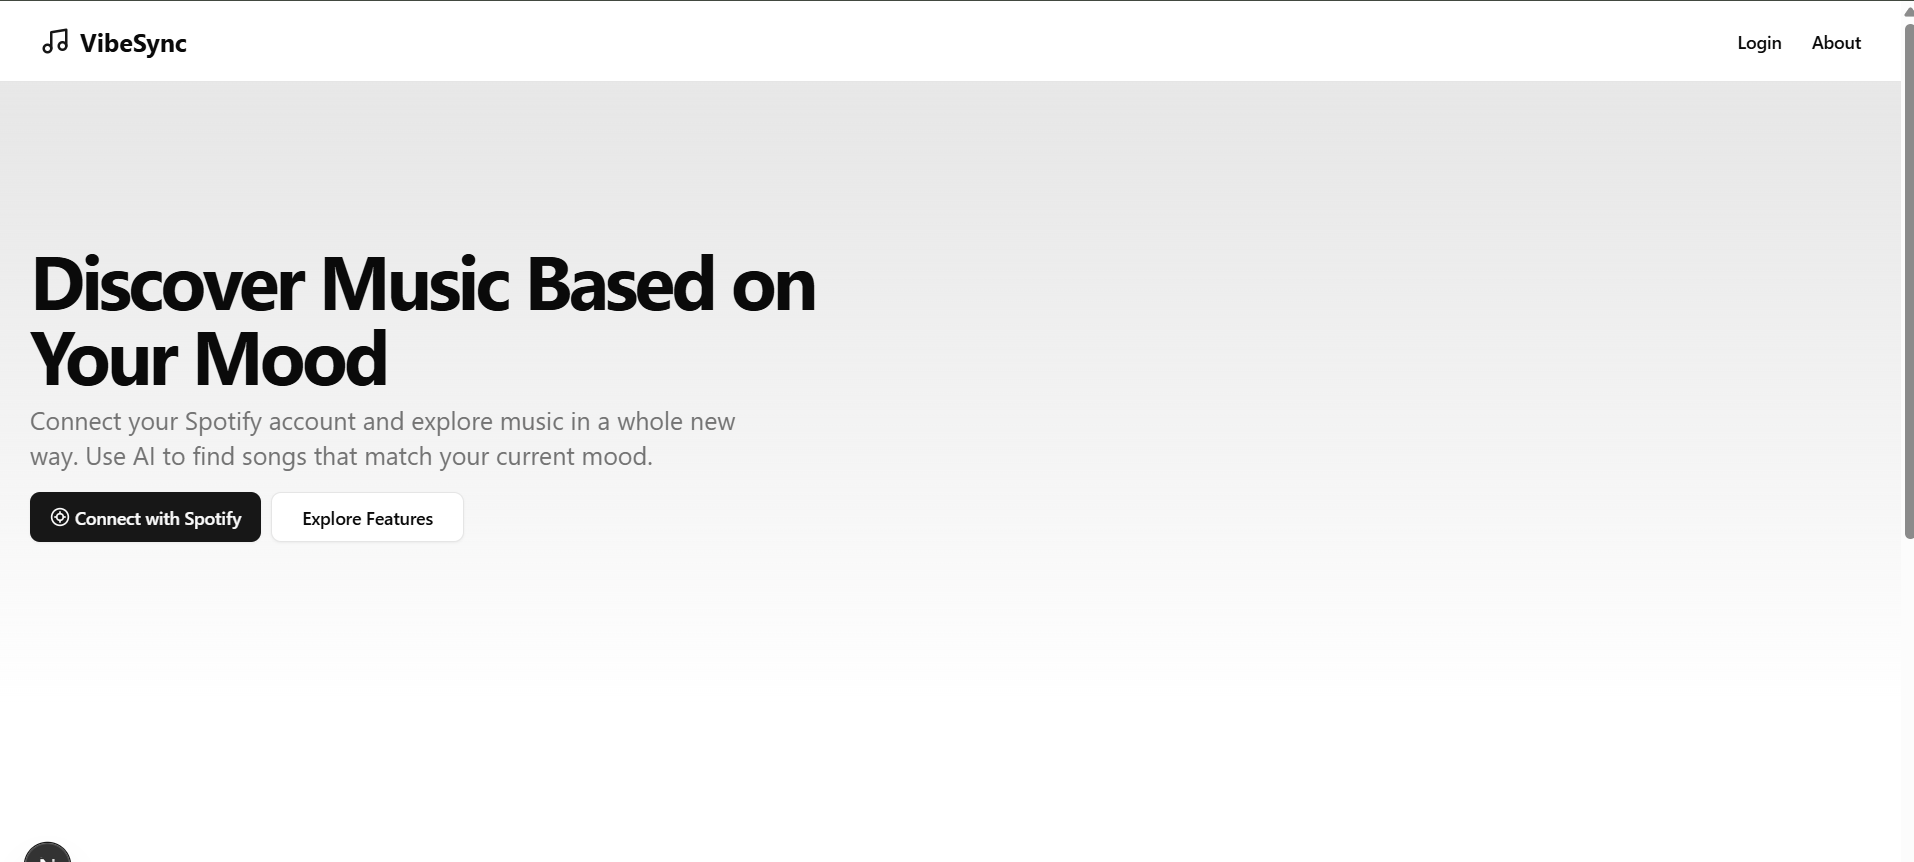 VibeSync
Login
About
Discover Music Based on
Your Mood
Connect your Spotify account and explore music in a whole new
way. Use AI to find songs that match your current mood.
Connect with Spotify
Explore Features